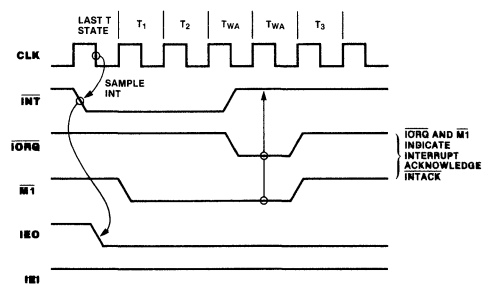 LAST T
STATE
T1
T2
TWA
TWA
T3
CLK
SAMPLE
INT
INT
IORQ
IORQ AND M1
INDICATE
INTERRUPT
ACKNOWLEDGE
INTACK
M1
IEO
IEI